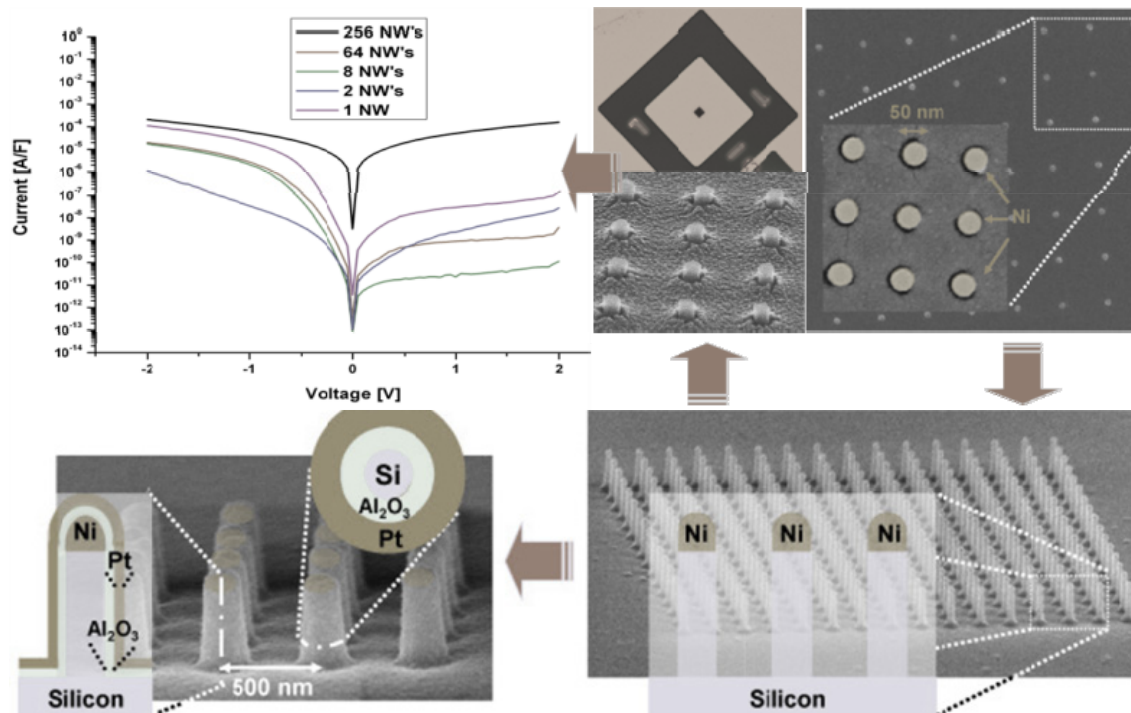 256 NW's
64 NW's
8 NW's
2 NW's
1 NW
10⁰
10⁻¹
10⁻²
10⁻³
10⁻⁴
10⁻⁵
10⁻⁶
10⁻⁷
10⁻⁸
10⁻⁹
10⁻¹⁰
10⁻¹¹
10⁻¹²
10⁻¹³
10⁻¹⁴
Current [A/F]
-2
-1
0
1
2
Voltage [V]
50 nm
Ni
Si
Al₂O₃
Pt
Ni
Pt
Al₂O₃
Silicon
500 nm
Ni Ni Ni
Silicon